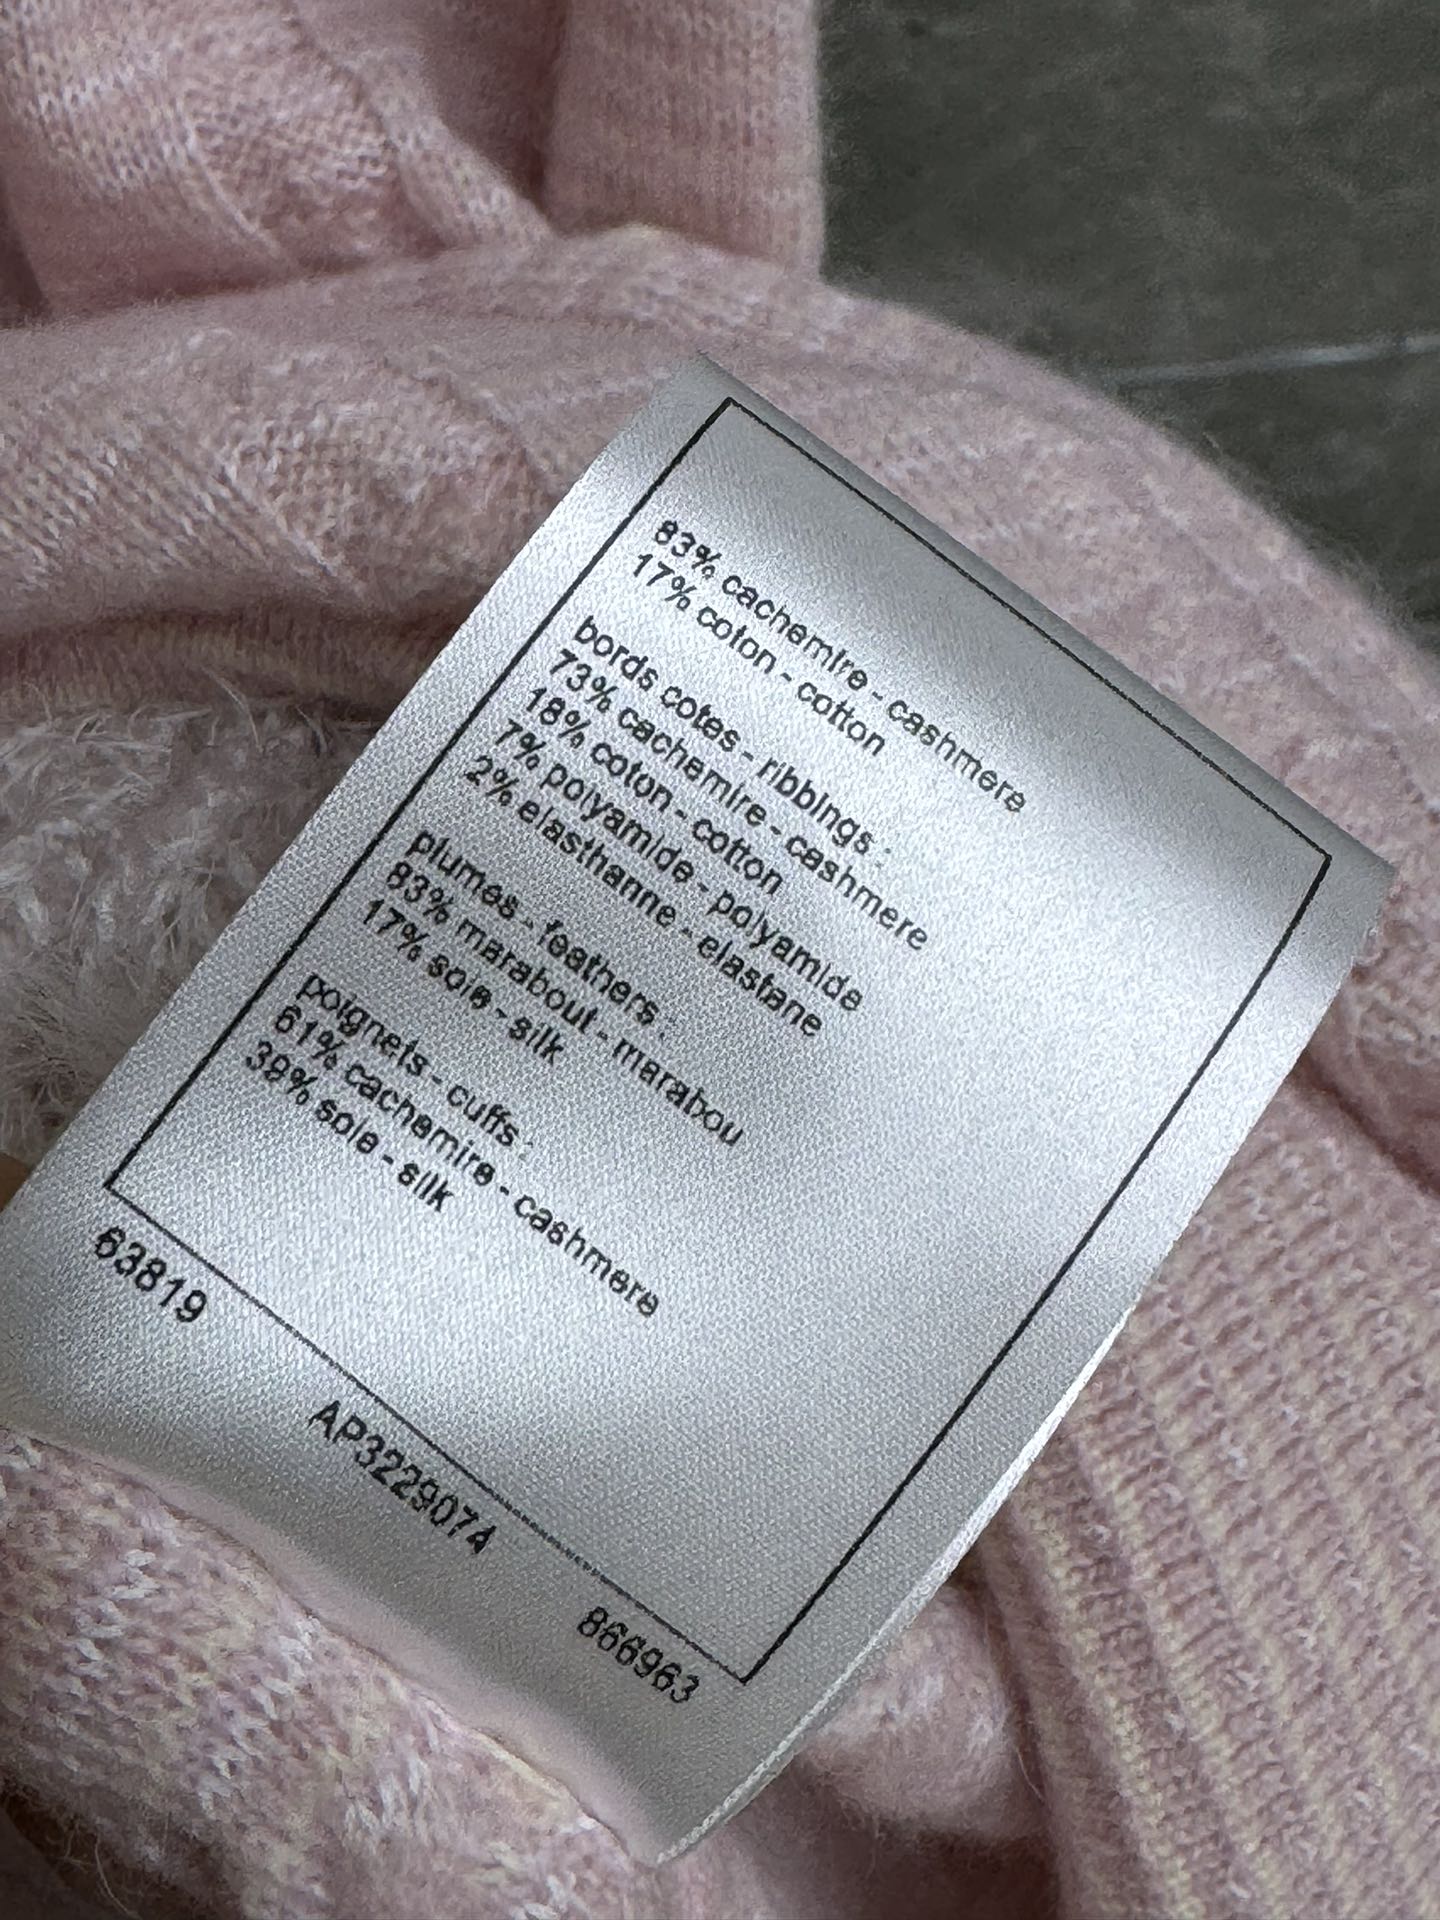 83% cachemire - cashmere
17% coton - cotton
bords cotes - ribbings :
73% cachemire - cashmere
18% coton - cotton
7% polyamide - polyamide
2% elasthanne - elastane
plumes - feathers :
83% marabout - marabou
17% soie - silk
poignets - cuffs :
61% cachemire - cashmere
39% soie - silk
63819
AP3229074
866963